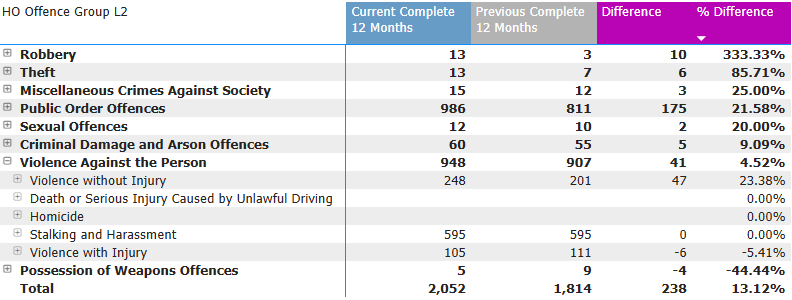 HO Offence Group L2 Current Complete 12 Months Previous Complete 12 Months Difference % Difference
Robbery 13 3 10 333.33%
Theft 13 7 6 85.71%
Miscellaneous Crimes Against Society 15 12 3 25.00%
Public Order Offences 986 811 175 21.58%
Sexual Offences 12 10 2 20.00%
Criminal Damage and Arson Offences 60 55 5 9.09%
Violence Against the Person 948 907 41 4.52%
Violence without Injury 248 201 47 23.38%
Death or Serious Injury Caused by Unlawful Driving 0.00%
Homicide 0.00%
Stalking and Harassment 595 595 0 0.00%
Violence with Injury 105 111 -6 -5.41%
Possession of Weapons Offences 5 9 -4 -44.44%
Total 2,052 1,814 238 13.12%